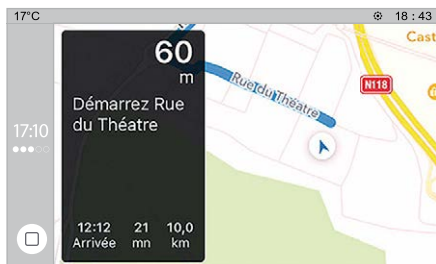 17°C
18 : 43
Cast
60
m
Rue du Théatre
N118
Démarrez Rue
du Théatre
17:10
12:12 21 10,0
Arrivée mn km